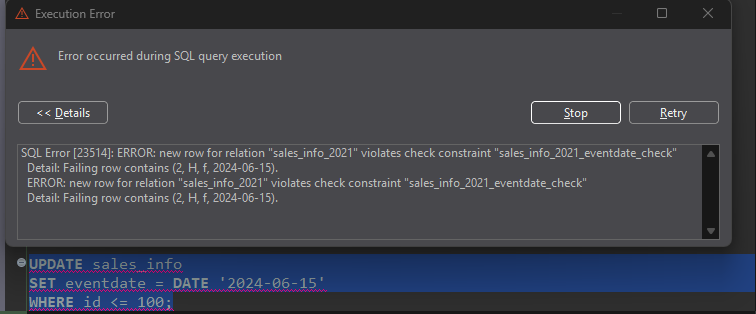 Execution Error
Error occurred during SQL query execution
<< Details
Stop
Retry
SQL Error [23514]: ERROR: new row for relation "sales_info_2021" violates check constraint "sales_info_2021_eventdate_check"
Detail: Failing row contains (2, H, f, 2024-06-15).
ERROR: new row for relation "sales_info_2021" violates check constraint "sales_info_2021_eventdate_check"
Detail: Failing row contains (2, H, f, 2024-06-15).
UPDATE sales_info
SET eventdate = DATE '2024-06-15'
WHERE id <= 100;